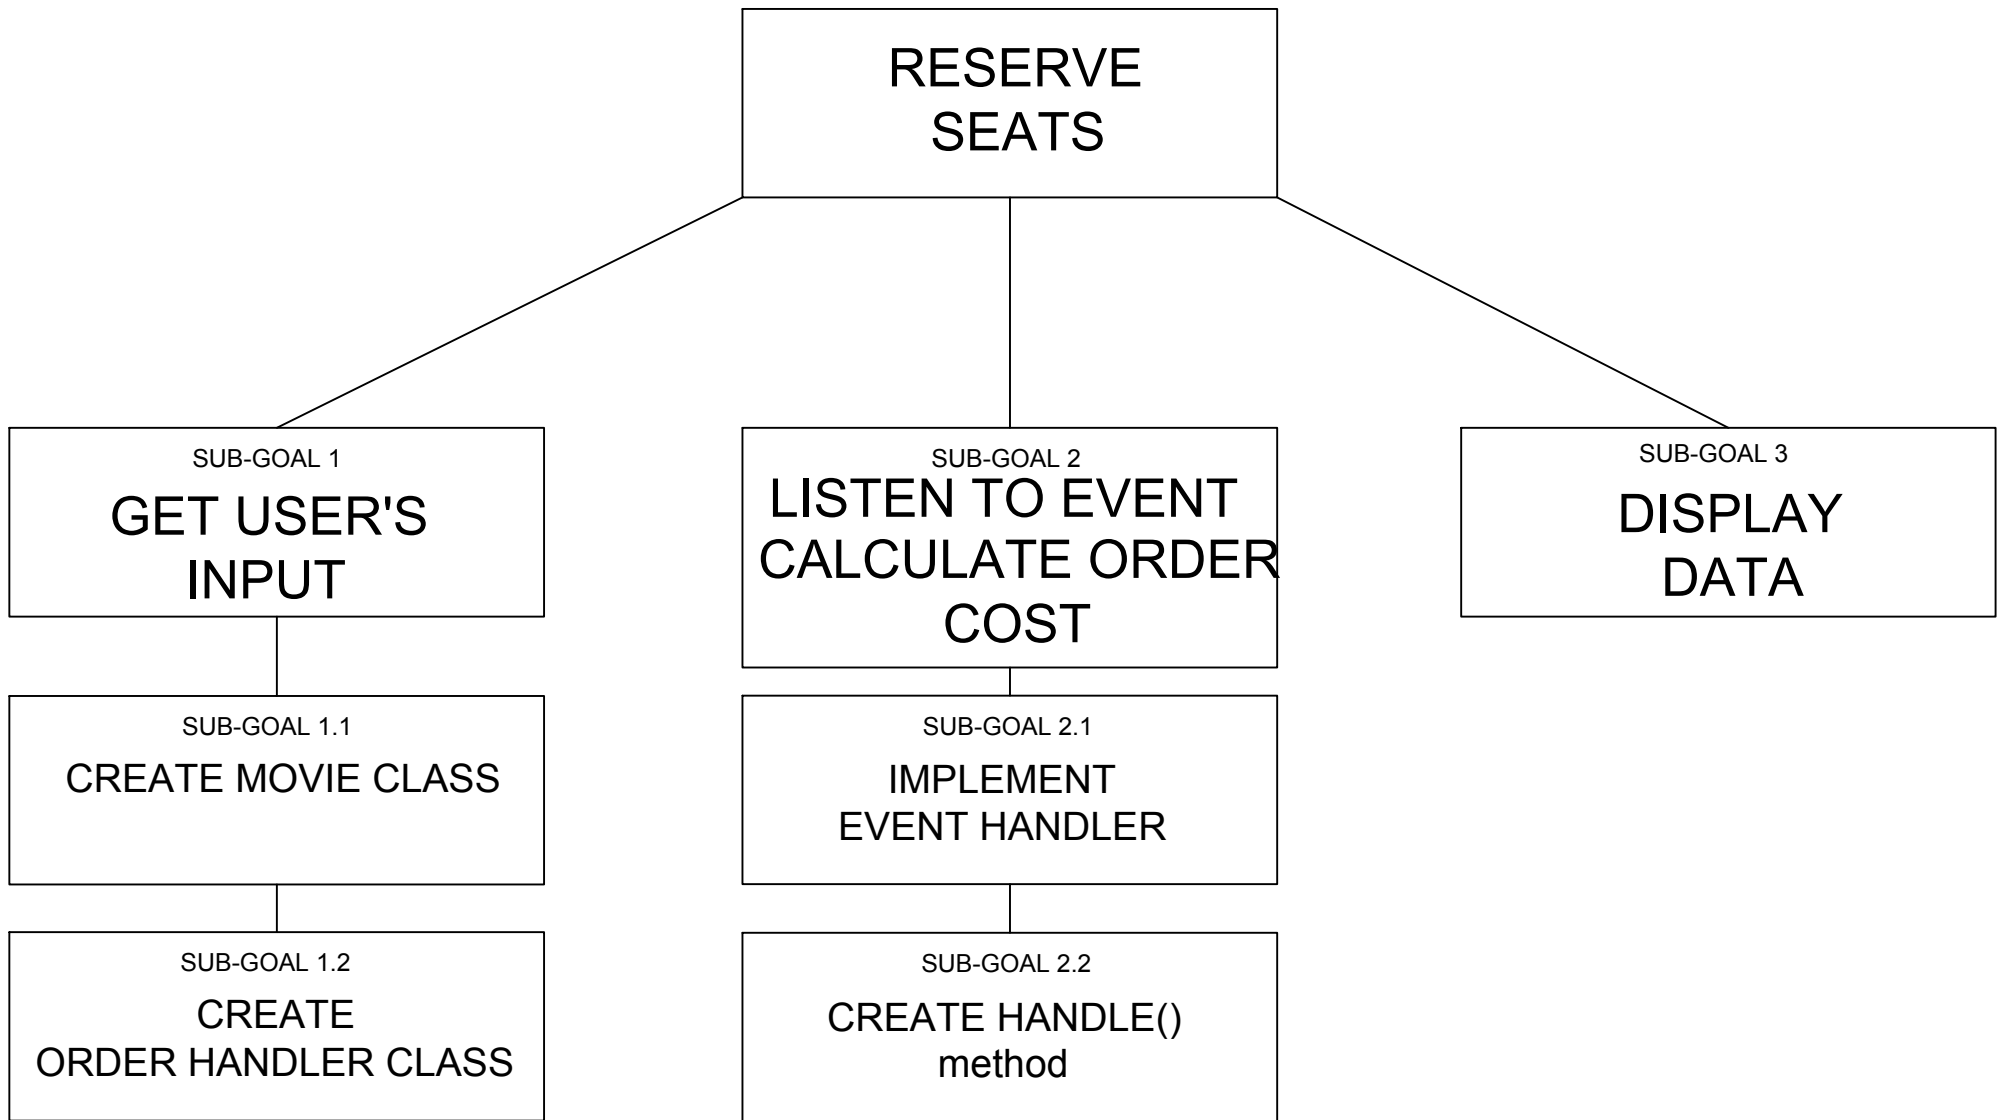 RESERVE
SEATS
SUB-GOAL 1
GET USER'S
INPUT
SUB-GOAL 2
LISTEN TO EVENT
CALCULATE ORDER
COST
SUB-GOAL 3
DISPLAY
DATA
SUB-GOAL 1.1
CREATE MOVIE CLASS
SUB-GOAL 2.1
IMPLEMENT
EVENT HANDLER
SUB-GOAL 1.2
CREATE
ORDER HANDLER CLASS
SUB-GOAL 2.2
CREATE HANDLE()
method